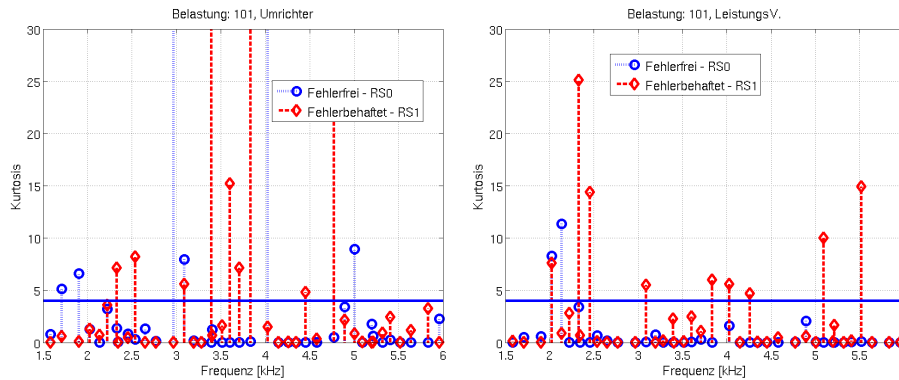 Belastung: 101, Umrichter
30
25
20
15
10
5
0
Kurtosis
Fehlerfrei - RS0
Fehlerbehaftet - RS1
1.5 2 2.5 3 3.5 4 4.5 5 5.5 6
Frequenz [kHz]
Belastung: 101, LeistungsV.
30
25
20
15
10
5
0
Kurtosis
Fehlerfrei - RS0
Fehlerbehaftet - RS1
1.5 2 2.5 3 3.5 4 4.5 5 5.5
Frequenz [kHz]